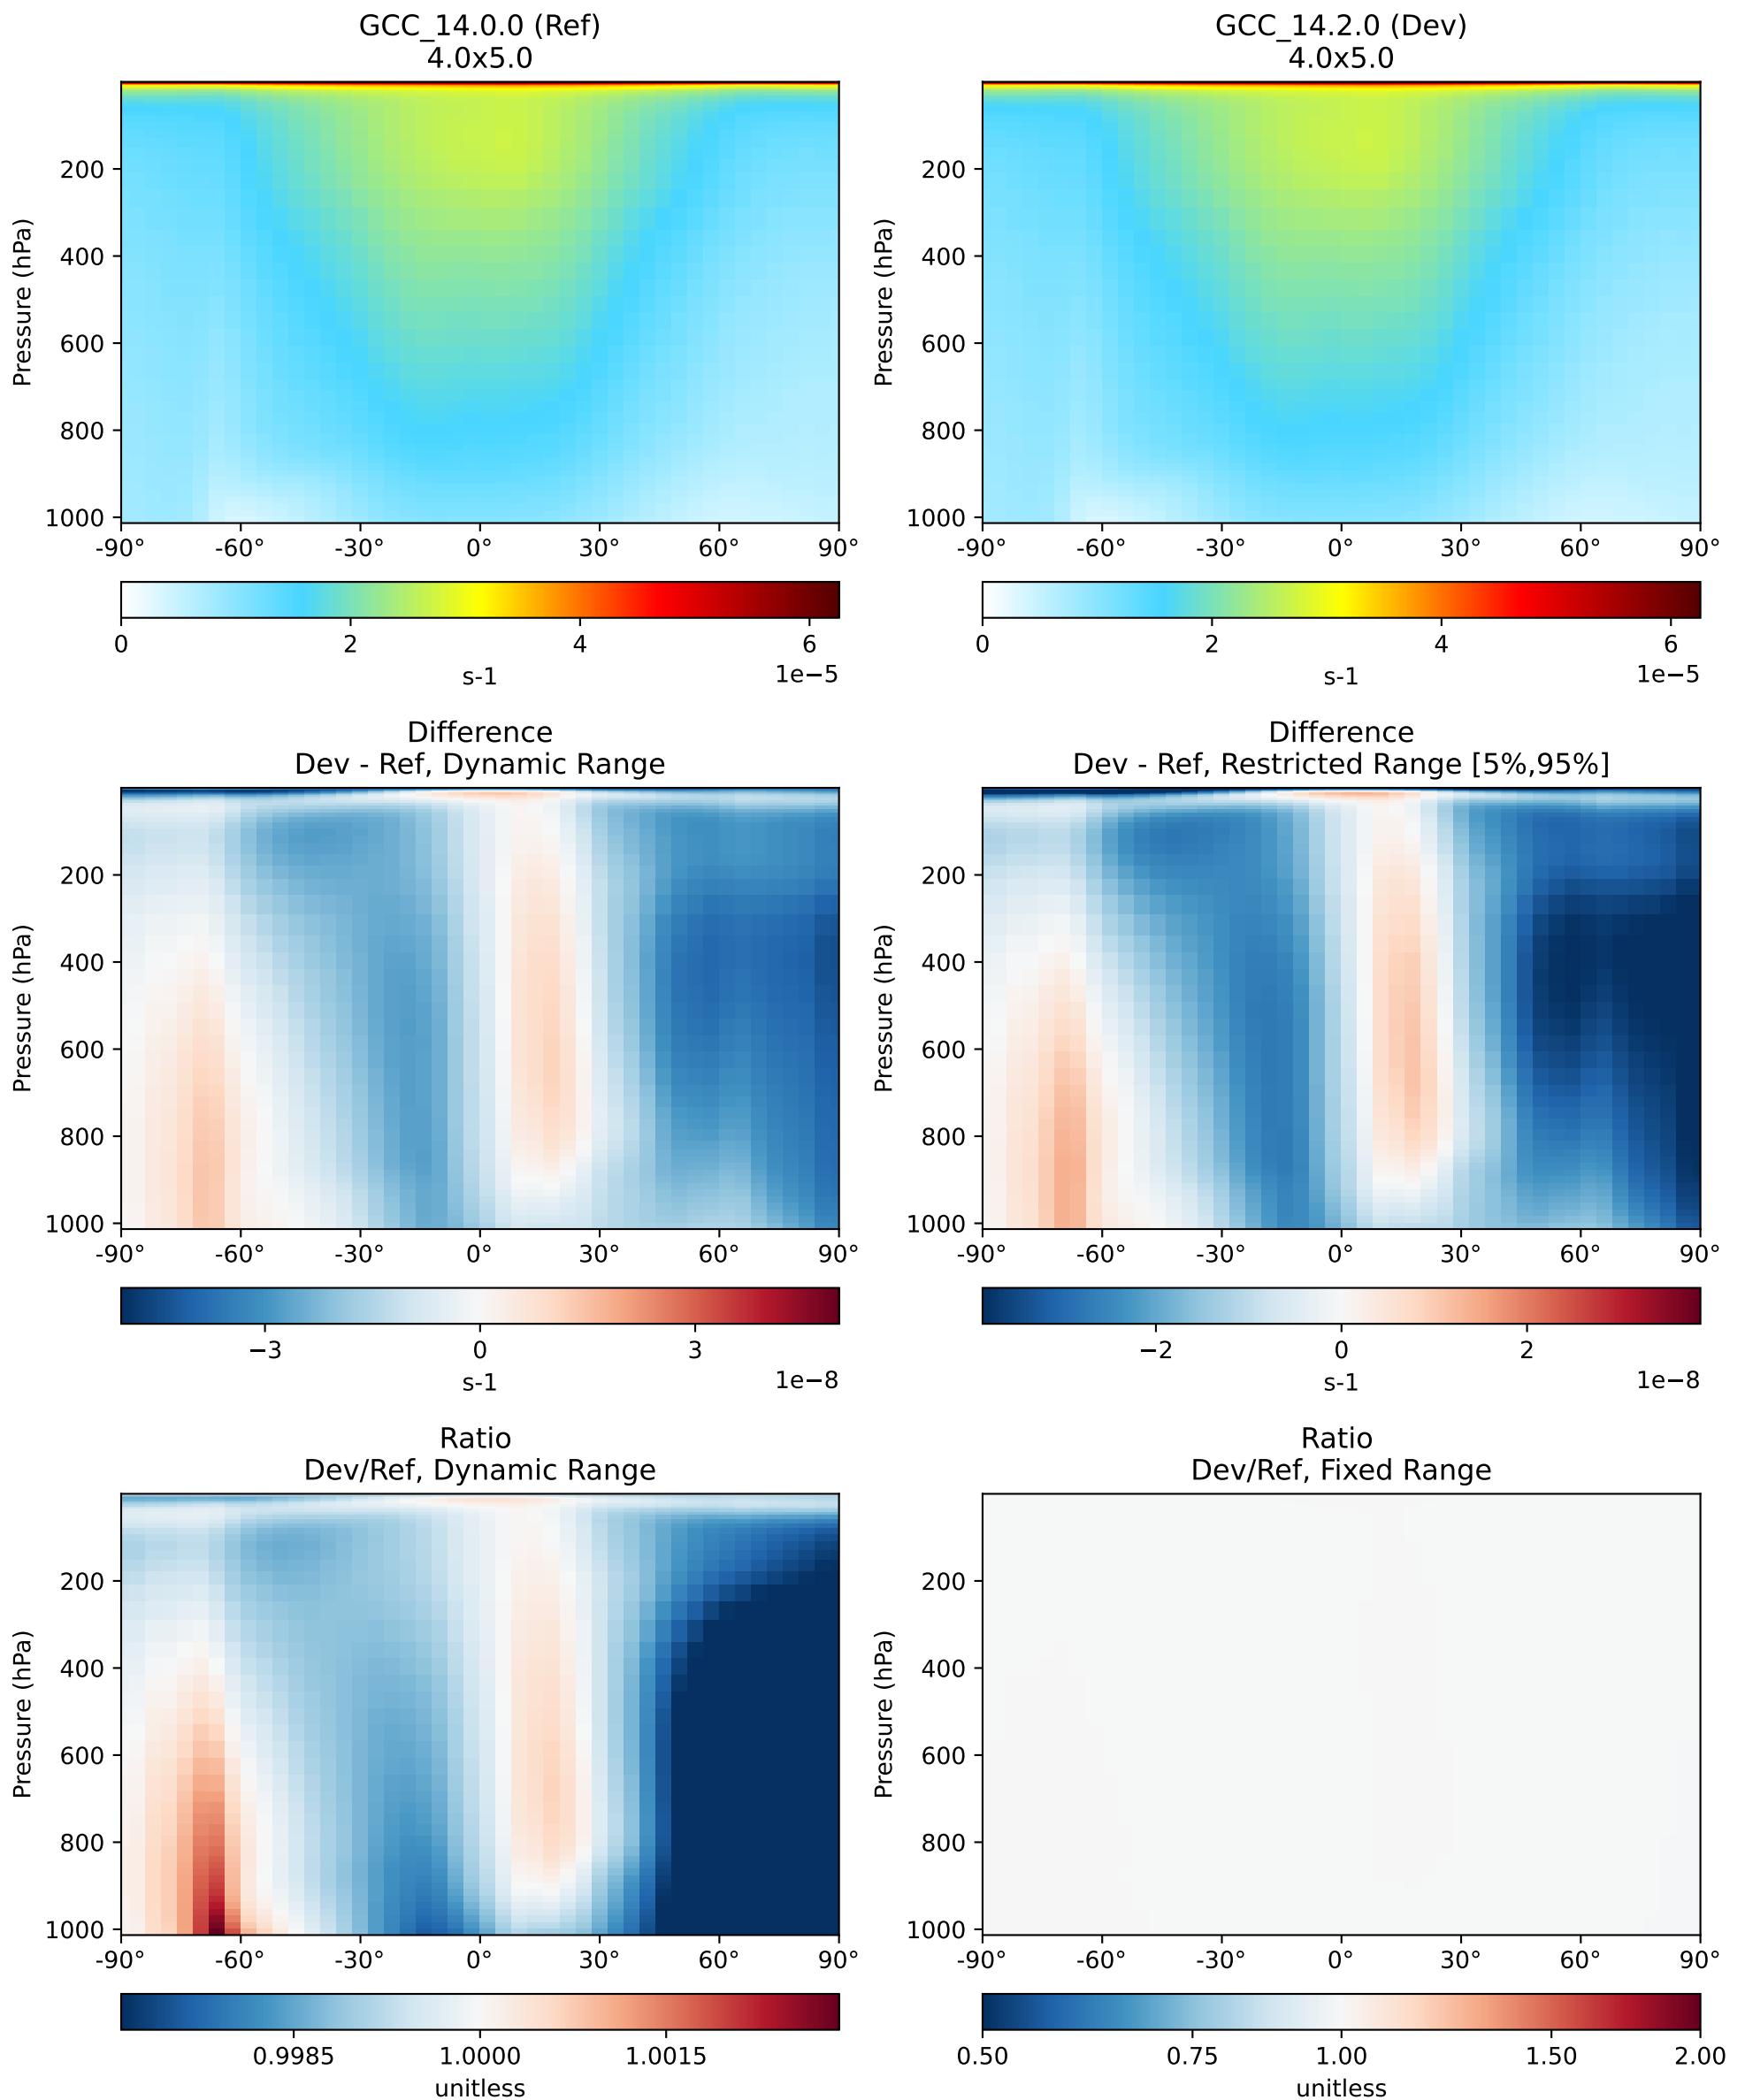 GCC_14.0.0 (Ref)
4.0x5.0
Pressure (hPa)
200
400
600
800
1000
-90° -60° -30° 0° 30° 60° 90°
0 2 4 6
s-1 1e−5
GCC_14.2.0 (Dev)
4.0x5.0
Pressure (hPa)
200
400
600
800
1000
-90° -60° -30° 0° 30° 60° 90°
0 2 4 6
s-1 1e−5
Difference
Dev - Ref, Dynamic Range
Pressure (hPa)
200
400
600
800
1000
-90° -60° -30° 0° 30° 60° 90°
−3 0 3
s-1 1e−8
Difference
Dev - Ref, Restricted Range [5%,95%]
Pressure (hPa)
200
400
600
800
1000
-90° -60° -30° 0° 30° 60° 90°
−2 0 2
s-1 1e−8
Ratio
Dev/Ref, Dynamic Range
Pressure (hPa)
200
400
600
800
1000
-90° -60° -30° 0° 30° 60° 90°
0.9985 1.0000 1.0015
unitless
Ratio
Dev/Ref, Fixed Range
Pressure (hPa)
200
400
600
800
1000
-90° -60° -30° 0° 30° 60° 90°
0.50 0.75 1.00 1.50 2.00
unitless